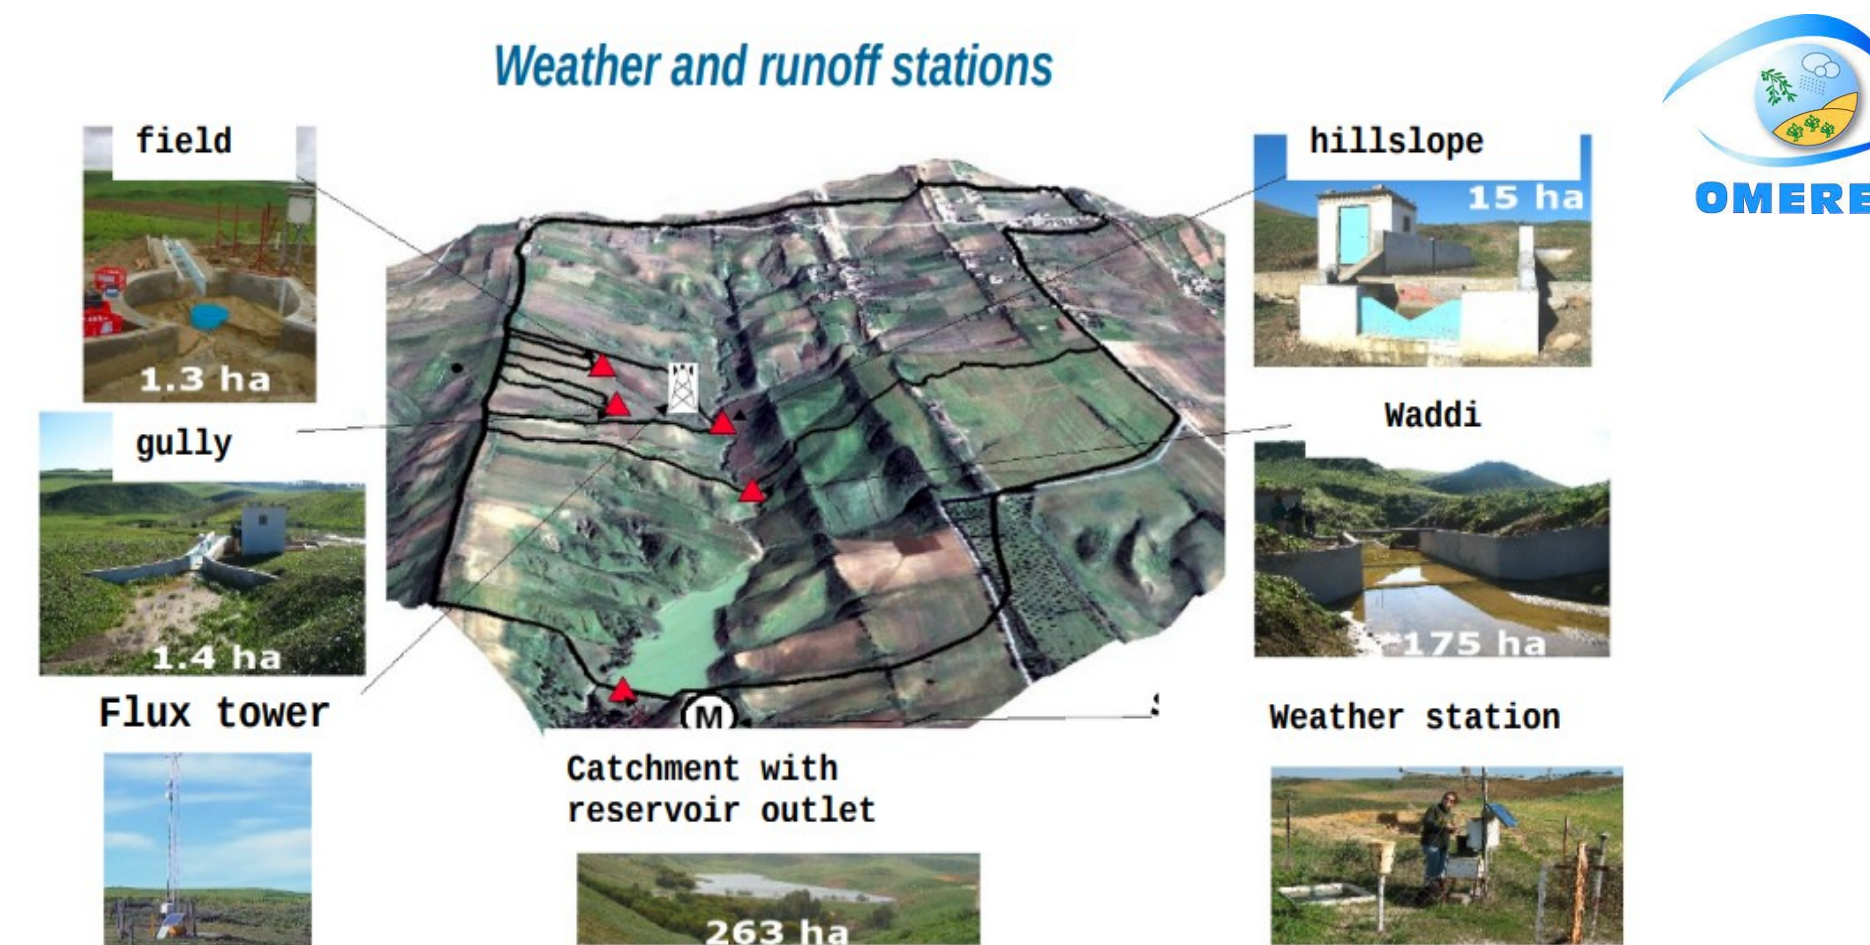 Weather and runoff stations
OMERE
field
1.3 ha
hillslope
15 ha
gully
1.4 ha
Waddi
175 ha
Flux tower
M
Weather station
Catchment with
reservoir outlet
263 ha